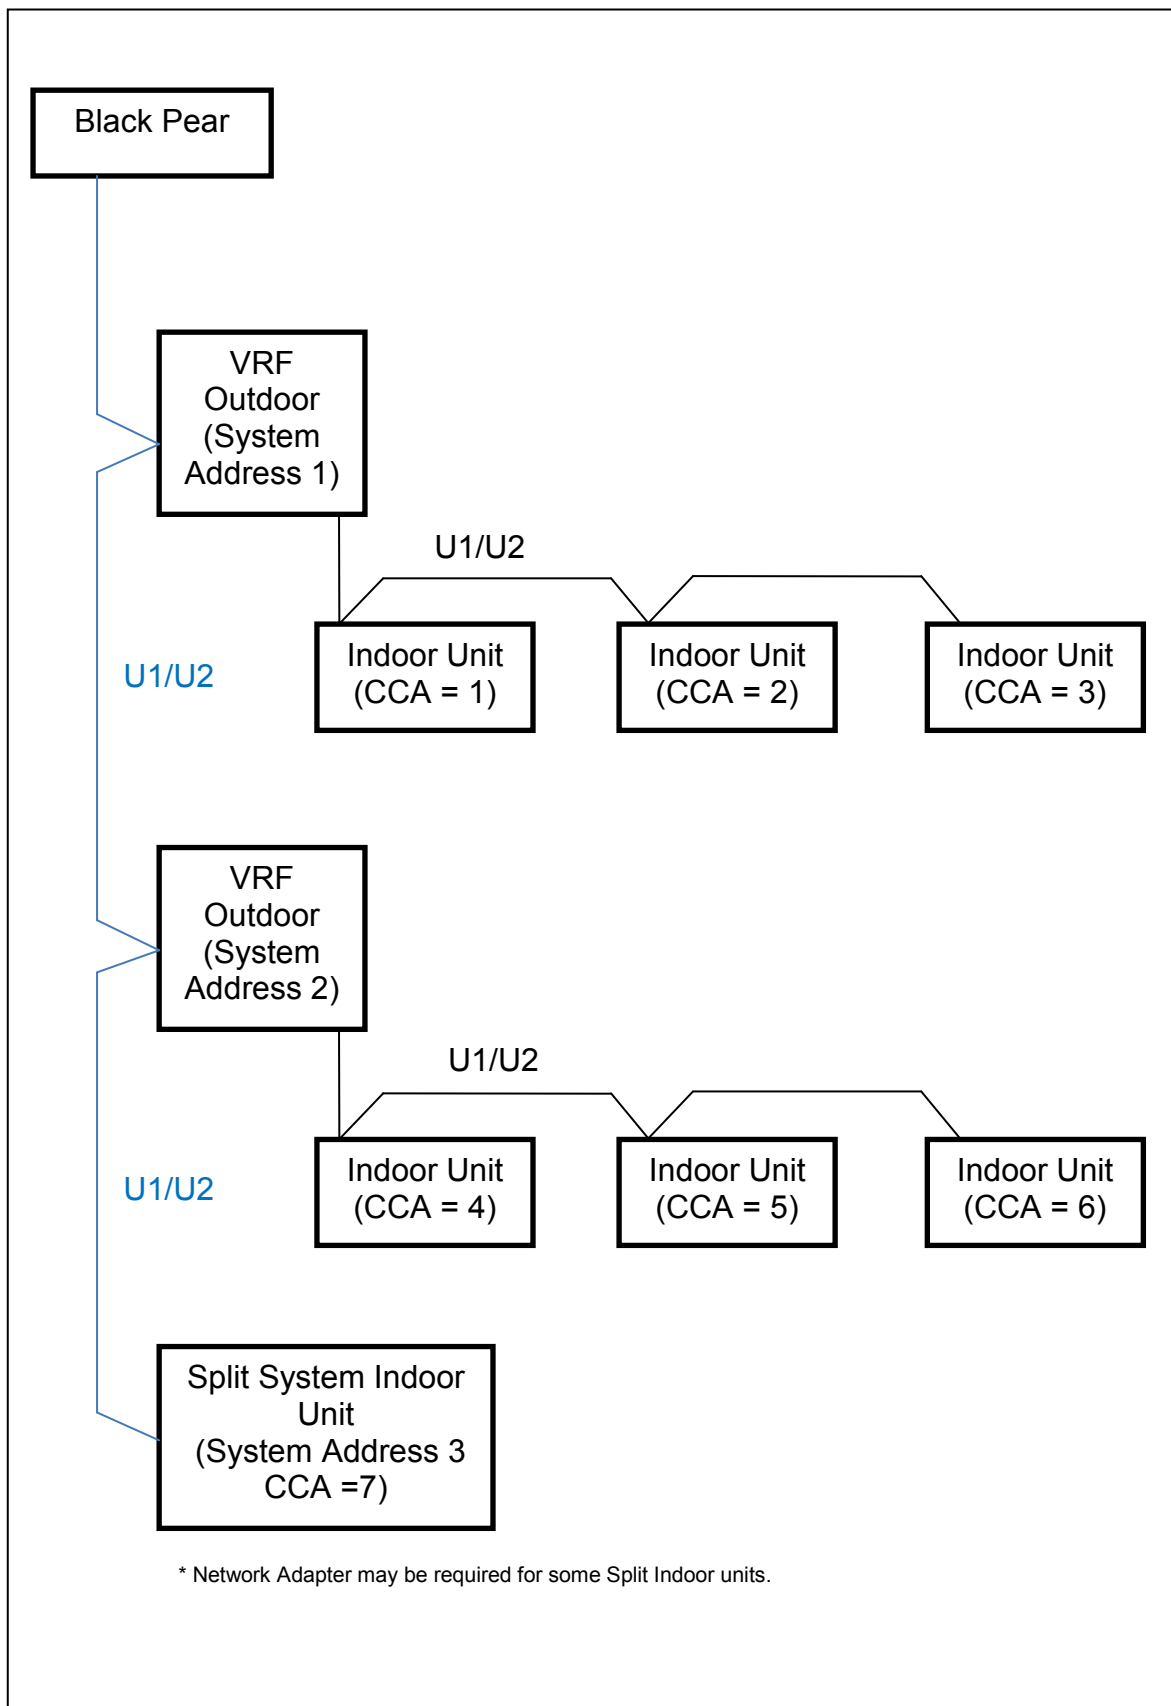 Black Pear
VRF
Outdoor
(System
Address 1)
U1/U2
Indoor Unit
(CCA = 1)
Indoor Unit
(CCA = 2)
Indoor Unit
(CCA = 3)
U1/U2
VRF
Outdoor
(System
Address 2)
U1/U2
Indoor Unit
(CCA = 4)
Indoor Unit
(CCA = 5)
Indoor Unit
(CCA = 6)
U1/U2
Split System Indoor
Unit
(System Address 3
CCA =7)
* Network Adapter may be required for some Split Indoor units.